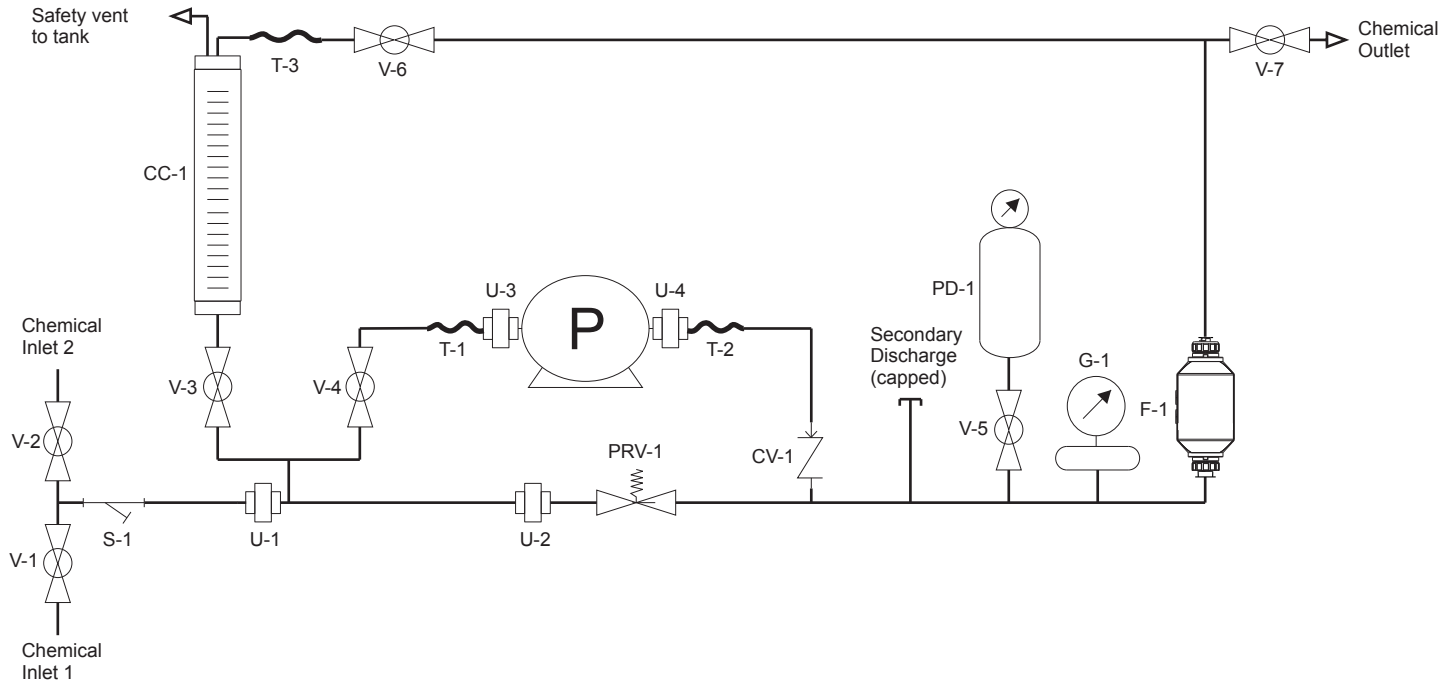 Safety vent
to tank
T-3
V-6
V-7
Chemical
Outlet
CC-1
U-3
P
U-4
T-1
T-2
PD-1
Secondary
Discharge
(capped)
G-1
F-1
Chemical
Inlet 2
V-3
V-4
V-2
V-5
PRV-1
CV-1
S-1
U-1
U-2
V-1
Chemical
Inlet 1